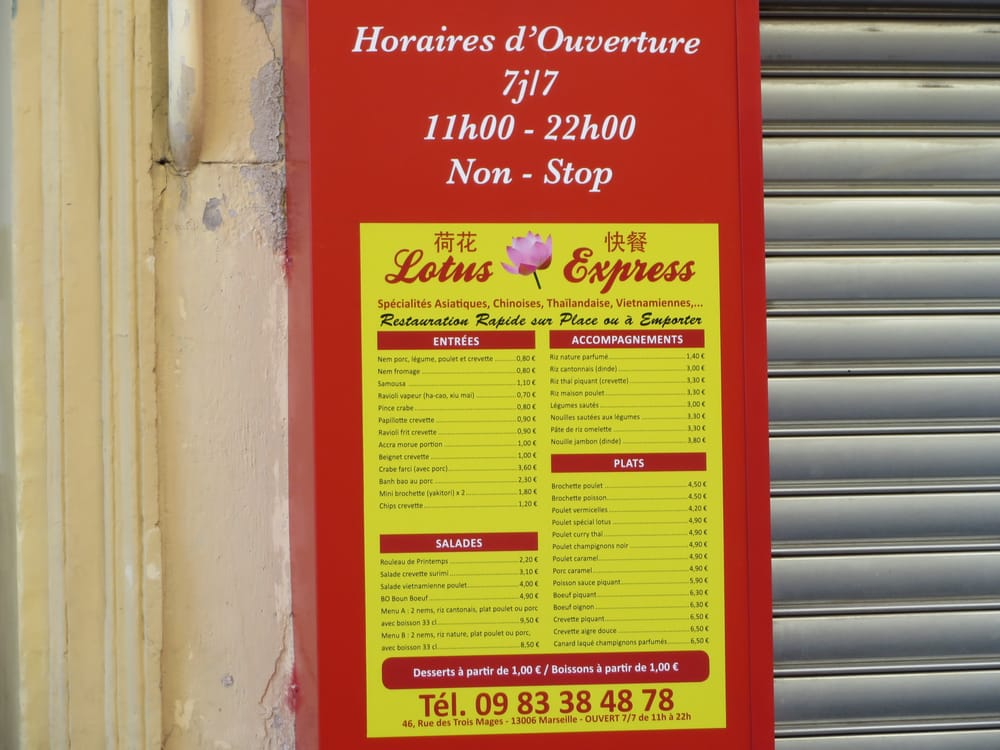 Horaires d'Ouverture
7j/7
11h00 - 22h00
Non - Stop
荷花 快餐
Lotus Express
Spécialités Asiatiques, Chinoises, Thaïlandaise, Vietnamiennes,...
Restauration Rapide sur Place ou à Emporter
ENTRÉES
Nem porc, légume, poulet et crevette 0,80 €
Nem fromage 0,80 €
Samousa 1,10 €
Ravioli vapeur (ha-cao, xiu mai) 0,70 €
Pince crabe 0,80 €
Papillotte crevette 0,90 €
Ravioli frit crevette 0,90 €
Accra morue portion 1,00 €
Beignet crevette 1,00 €
Crabe farci (avec porc) 3,60 €
Banh bao au porc 2,30 €
Mini brochette (yakitori) x 2 1,80 €
Chips crevette 1,20 €
SALADES
Rouleau de Printemps 2,20 €
Salade crevette surimi 3,10 €
Salade vietnamienne poulet 4,00 €
BO Boun Boeuf 4,90 €
Menu A : 2 nems, riz cantonais, plat poulet ou porc
avec boisson 33 cl 9,50 €
Menu B : 2 nems, riz nature, plat poulet ou porc,
avec boisson 33 cl 8,50 €
ACCOMPAGNEMENTS
Riz nature parfumé 1,40 €
Riz cantonnais (dinde) 3,00 €
Riz thaï piquant (crevette) 3,30 €
Riz maison poulet 3,30 €
Légumes sautés 3,00 €
Nouilles sautées aux légumes 3,30 €
Pâte de riz omelette 3,30 €
Nouille jambon (dinde) 3,80 €
PLATS
Brochette poulet 4,50 €
Brochette poisson 4,50 €
Poulet vermicelles 4,20 €
Poulet spécial lotus 4,90 €
Poulet curry thaï 4,90 €
Poulet champignons noir 4,90 €
Poulet caramel 4,90 €
Porc caramel 4,90 €
Poisson sauce piquant 5,90 €
Boeuf piquant 6,30 €
Boeuf oignon 6,30 €
Crevette piquant 6,50 €
Crevette aigre douce 6,50 €
Canard laqué champignons parfumés 6,50 €
Desserts à partir de 1,00 € / Boissons à partir de 1,00 €
Tél. 09 83 38 48 78
46, Rue des Trois Mages - 13006 Marseille - OUVERT 7/7 de 11h à 22h